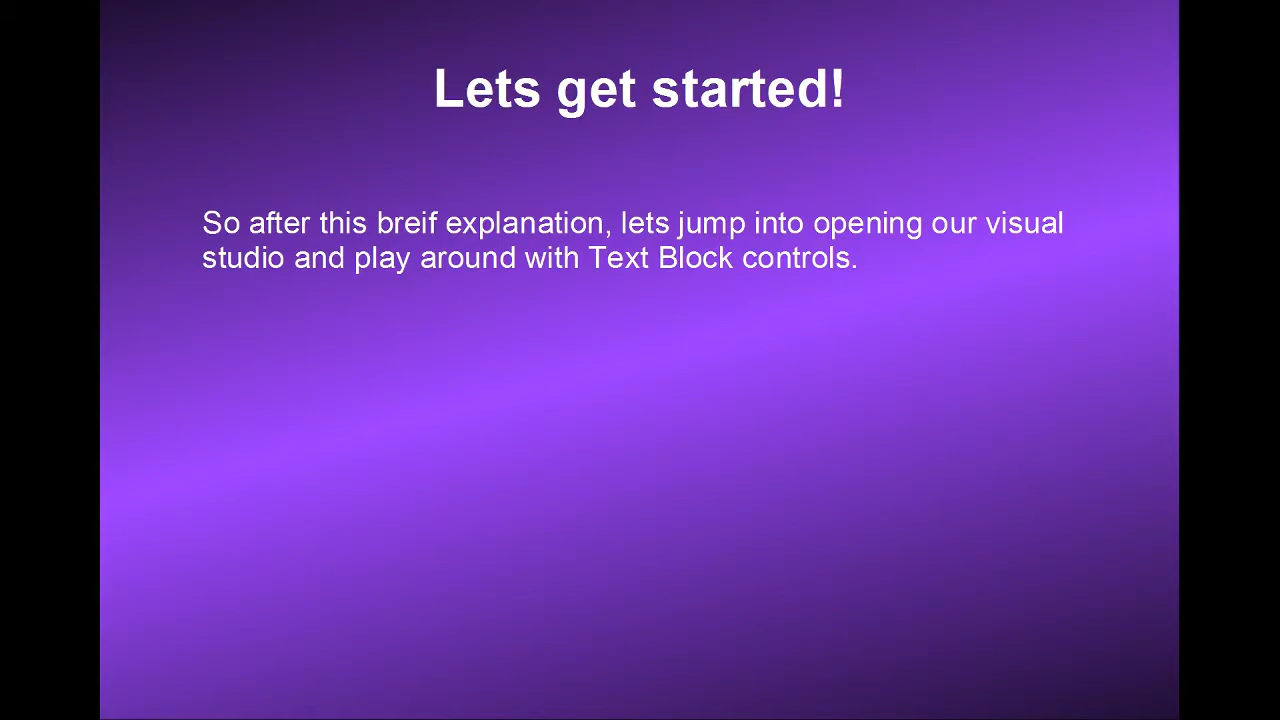 Lets get started!
So after this breif explanation, lets jump into opening our visual
studio and play around with Text Block controls.